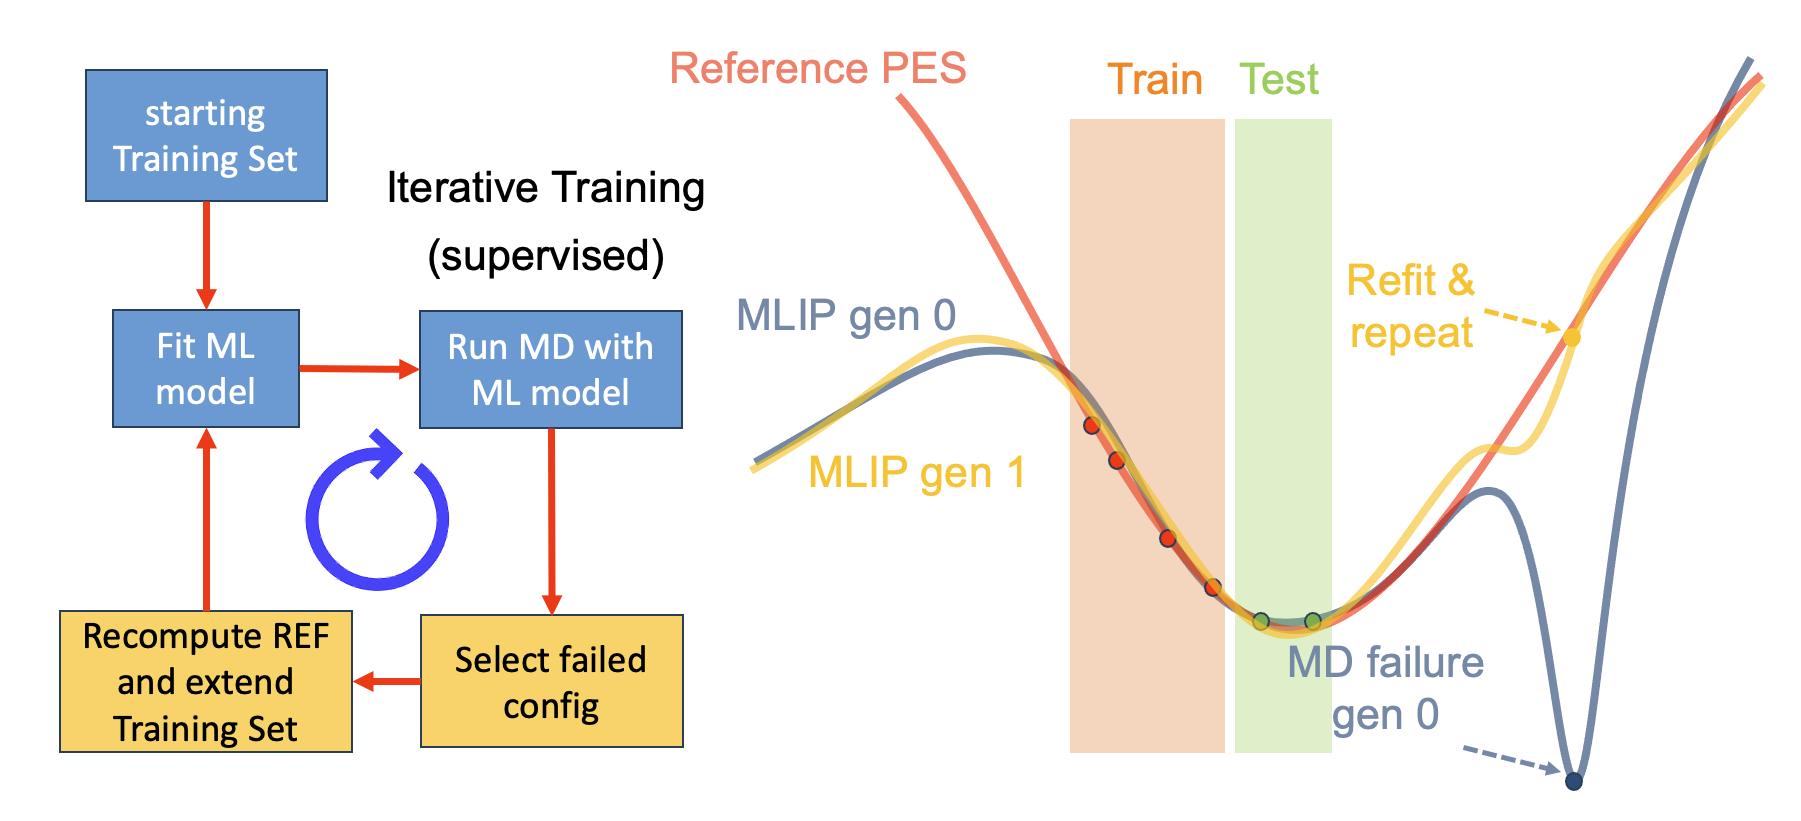 starting
Training Set
Iterative Training
(supervised)
Fit ML
model
Run MD with
ML model
Recompute REF
and extend
Training Set
Select failed
config
Reference PES
Train
Test
MLIP gen 0
MLIP gen 1
Refit &
repeat
MD failure
gen 0